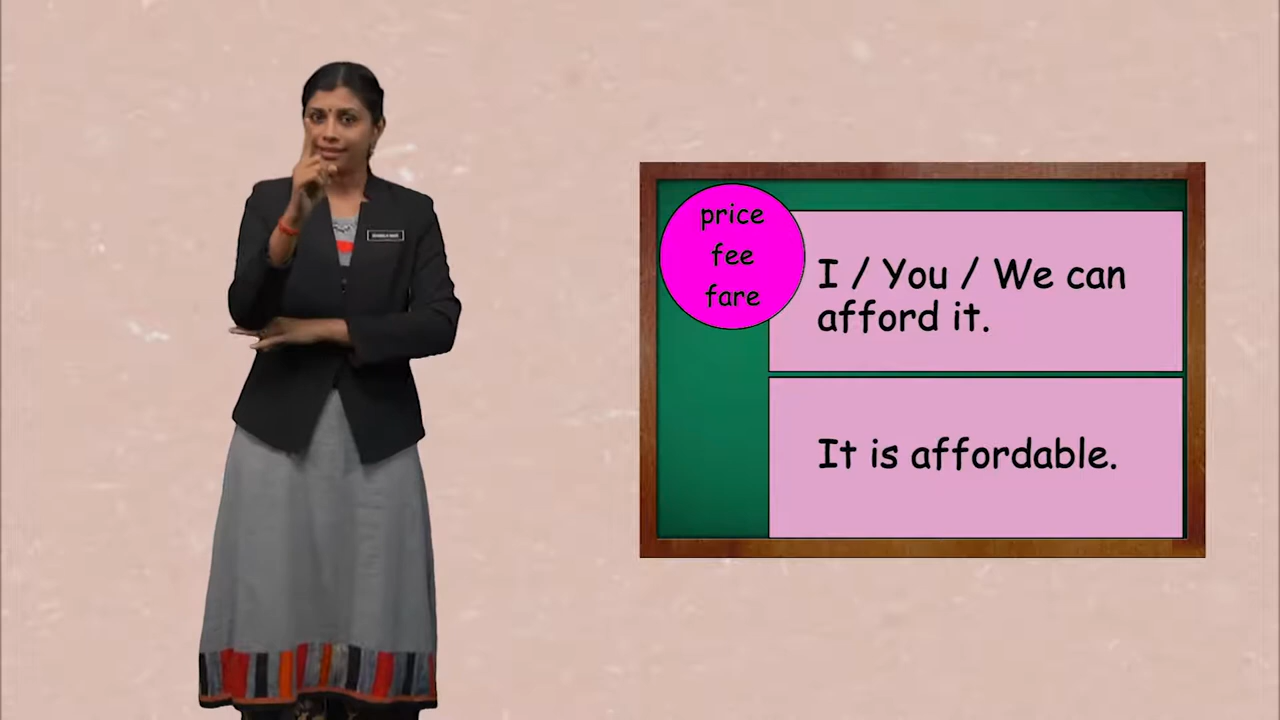 price
fee
fare
I / You / We can
afford it.
It is affordable.